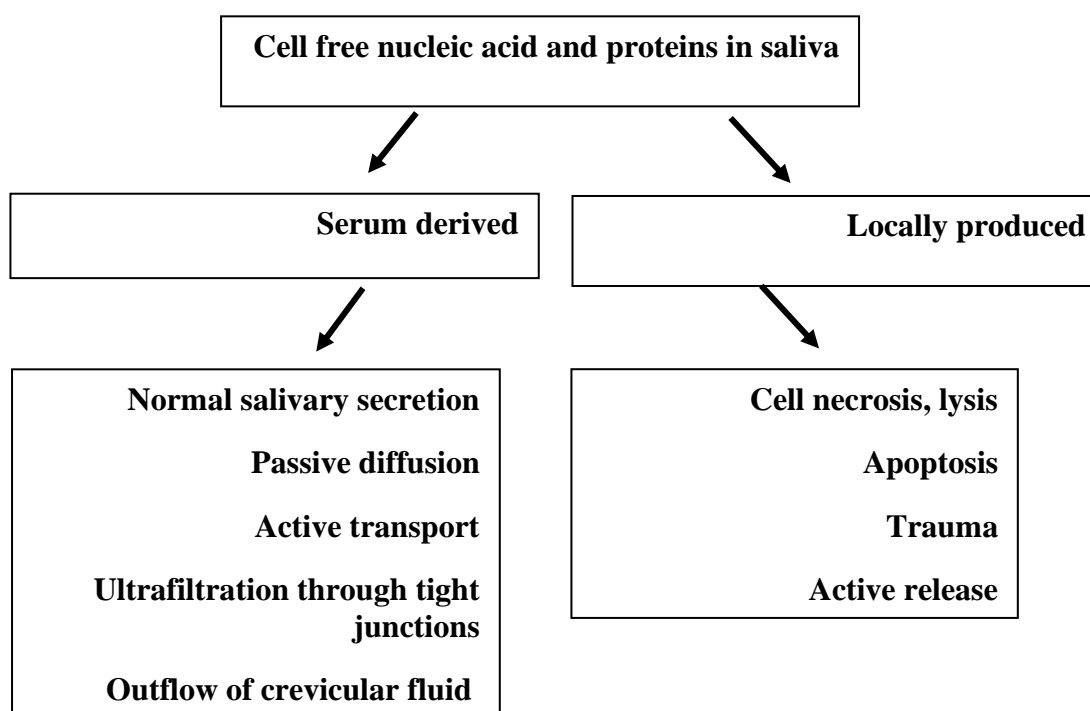 Cell free nucleic acid and proteins in saliva
Serum derived
Locally produced
Normal salivary secretion
Passive diffusion
Active transport
Ultrafiltration through tight
junctions
Outflow of crevicular fluid
Cell necrosis, lysis
Apoptosis
Trauma
Active release